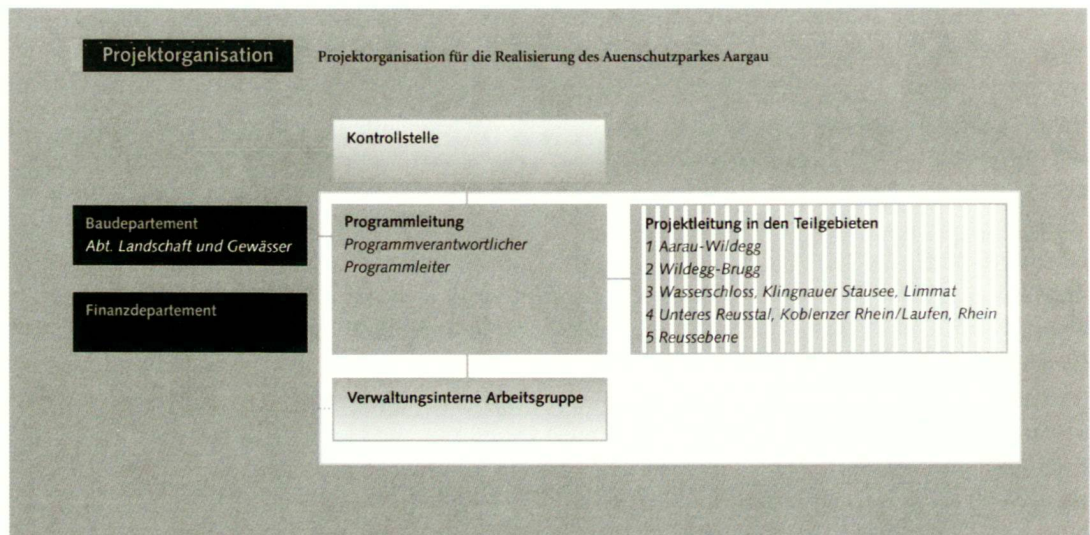 Projektorganisation
Projektorganisation für die Realisierung des Auenschutzparkes Aargau
Kontrollstelle
Baudepartement
Abt. Landschaft und Gewässer
Finanzdepartement
Programmleitung
Programmverantwortlicher
Programmleiter
Projektleitung in den Teilgebieten
1 Aarau-Wildegg
2 Wildegg-Brugg
3 Wasserschloss, Klingnauer Stausee, Limmat
4 Unteres Reusstal, Koblenzer Rhein/Laufen, Rhein
5 Reussebene
Verwaltungsinterne Arbeitsgruppe